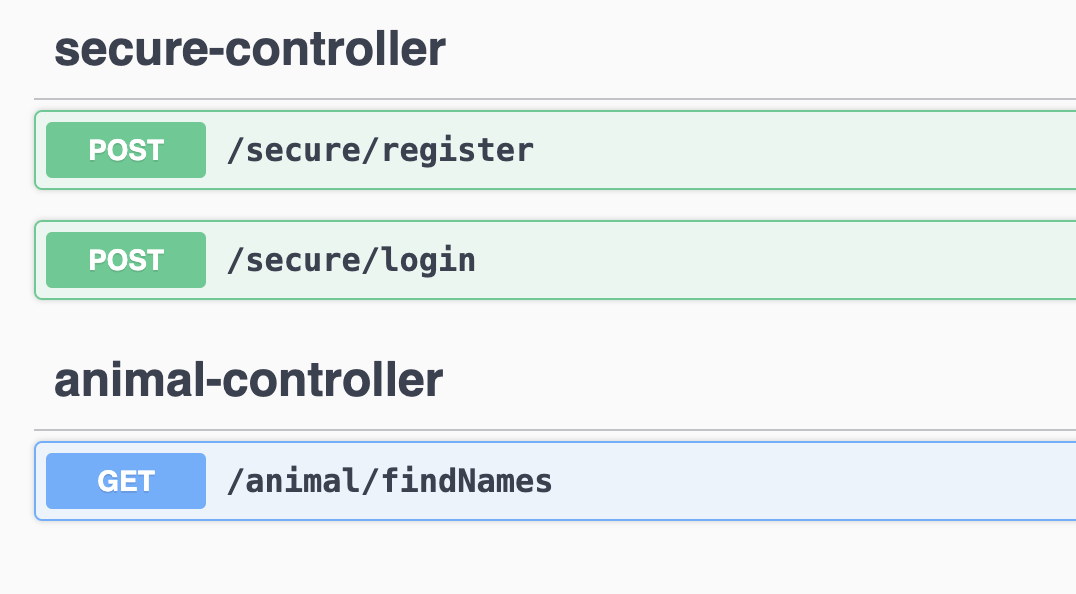 secure-controller
POST /secure/register
POST /secure/login
animal-controller
GET /animal/findNames